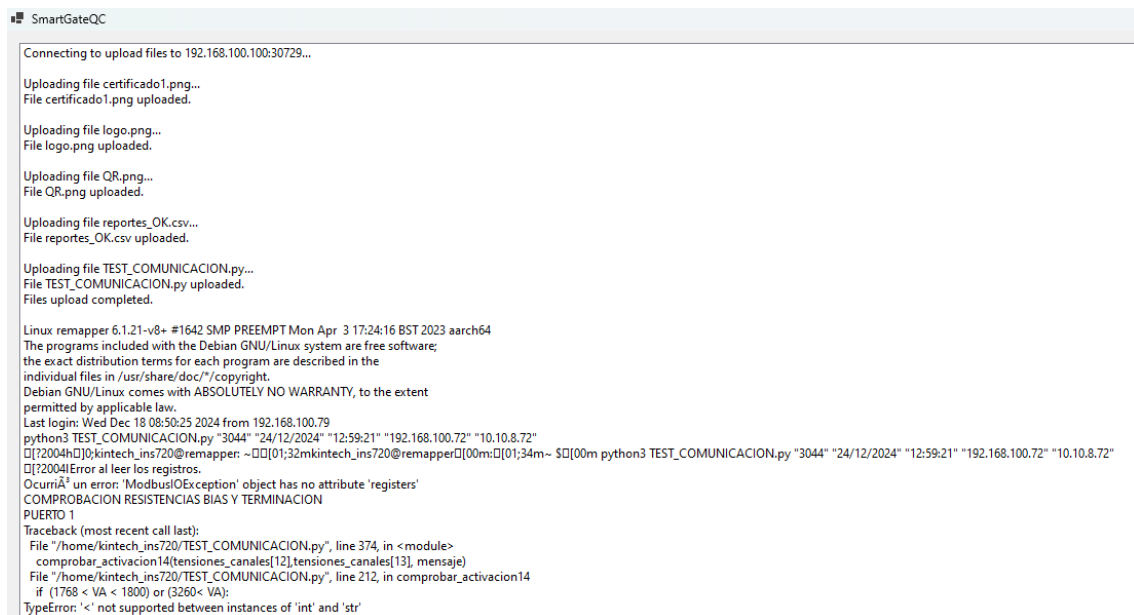 SmartGateQC
Connecting to upload files to 192.168.100.100:30729...
Uploading file certificado1.png...
File certificado1.png uploaded.
Uploading file logo.png...
File logo.png uploaded.
Uploading file QR.png...
File QR.png uploaded.
Uploading file reportes_OK.csv...
File reportes_OK.csv uploaded.
Uploading file TEST_COMUNICACION.py...
File TEST_COMUNICACION.py uploaded.
Files upload completed.
Linux remapper 6.1.21-v8+ #1642 SMP PREEMPT Mon Apr  3 17:24:16 BST 2023 aarch64
The programs included with the Debian GNU/Linux system are free software;
the exact distribution terms for each program are described in the
individual files in /usr/share/doc/*/copyright.
Debian GNU/Linux comes with ABSOLUTELY NO WARRANTY, to the extent
permitted by applicable law.
Last login: Wed Dec 18 08:50:25 2024 from 192.168.100.79
python3 TEST_COMUNICACION.py "3044" "24/12/2024" "12:59:21" "192.168.100.72" "10.10.8.72"
▯[?2004h▯]0;kintech_ins720@remapper: ~▯▯[01;32mkintech_ins720@remapper▯[00m:▯[01;34m~ $▯[00m python3 TEST_COMUNICACION.py "3044" "24/12/2024" "12:59:21" "192.168.100.72" "10.10.8.72"
▯[?2004lError al leer los registros.
OcurriÃ³ un error: 'ModbusIOException' object has no attribute 'registers'
COMPROBACION RESISTENCIAS BIAS Y TERMINACION
PUERTO 1
Traceback (most recent call last):
File "/home/kintech_ins720/TEST_COMUNICACION.py", line 374, in <module>
comprobar_activacion14(tensiones_canales[12],tensiones_canales[13], mensaje)
File "/home/kintech_ins720/TEST_COMUNICACION.py", line 212, in comprobar_activacion14
if  (1768 < VA < 1800) or (3260< VA):
TypeError: '<' not supported between instances of 'int' and 'str'